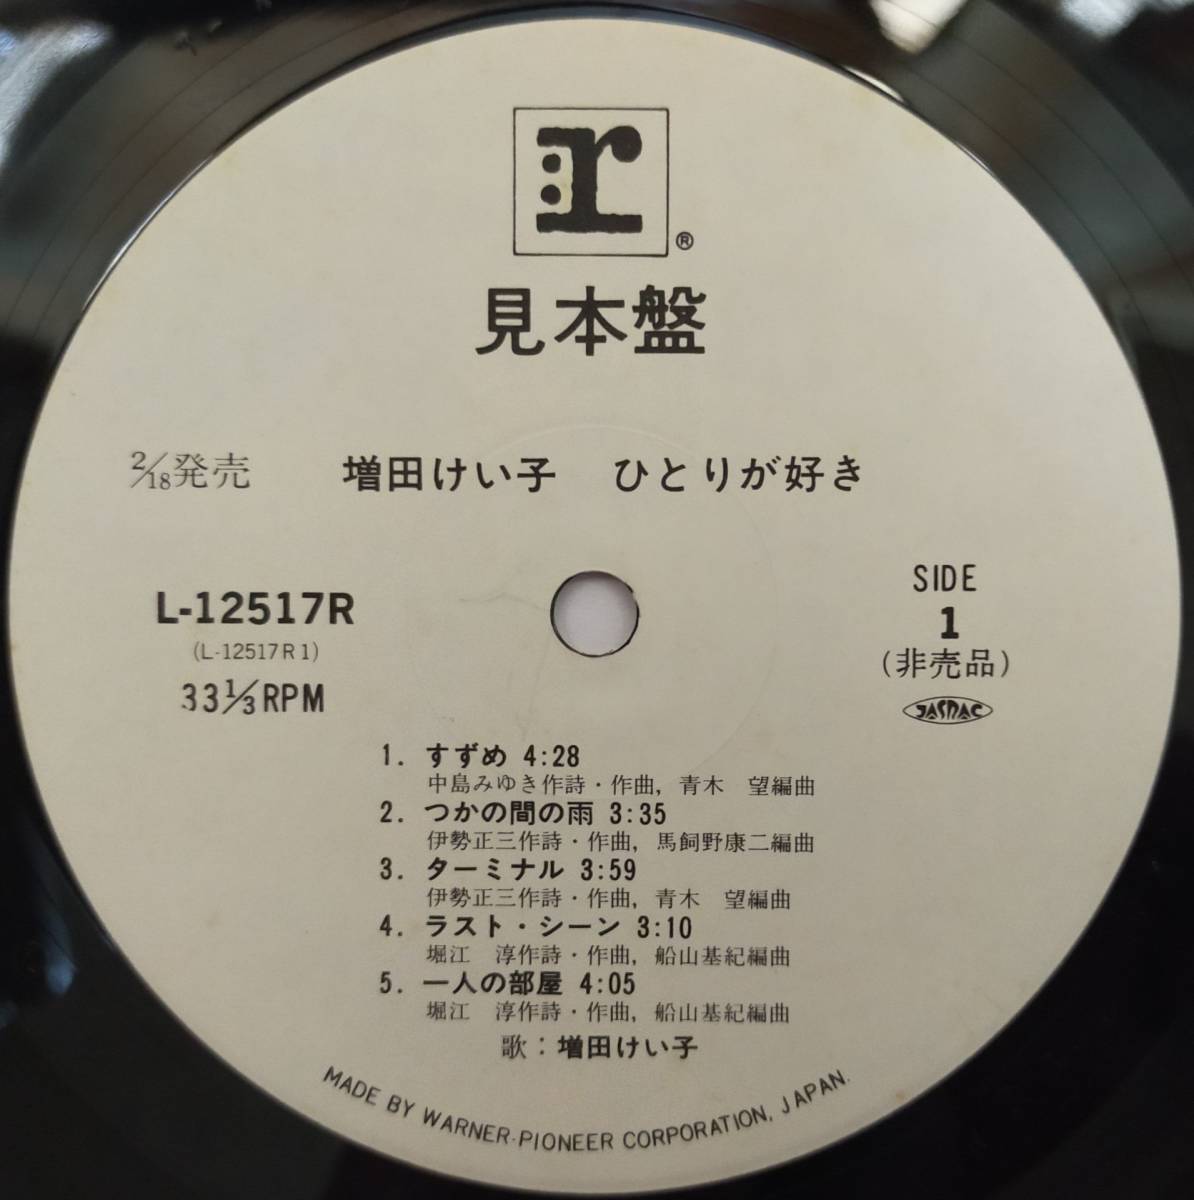 :r
®
見本盤
2/18発売 増田けい子 ひとりが好き
L-12517R
(L-12517R1)
33⅓RPM
SIDE
1
(非売品)
JASRAC
1. すずめ 4:28
中島みゆき作詩・作曲, 青木 望編曲
2. つかの間の雨 3:35
伊勢正三作詩・作曲, 馬飼野康二編曲
3. ターミナル 3:59
伊勢正三作詩・作曲, 青木 望編曲
4. ラスト・シーン 3:10
堀江 淳作詩・作曲, 船山基紀編曲
5. 一人の部屋 4:05
堀江 淳作詩・作曲, 船山基紀編曲
歌：増田けい子
MADE BY WARNER-PIONEER CORPORATION, JAPAN.